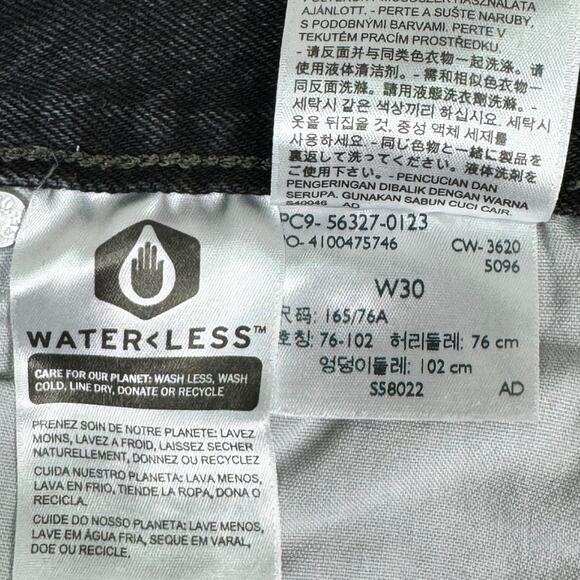 AJÁNLOTT. - PERTE A SUŠTE NARUBY,
S PODOBNÝMI BARVAMI. PERTE V
TEKUTÉM PRACÍM PROSTŘEDKU.
- 请反面并与同类色衣物一起洗涤。请
使用液体清洁剂。- 需和相似色衣物一
同反面洗滌。請用液態洗衣劑洗滌。-
세탁시 같은 색상끼리 하십시요. 세탁시
옷을 뒤집을 것. 중성 액체 세제를
사용하세요. - 同じ色物と一緒に製品を
裏返して洗ってください。液体洗剤をご
使用下さい。 - PENCUCIAN DAN
PENGERINGAN DIBALIK DENGAN WARNA
SERUPA. GUNAKAN SABUN CUCI CAIR.
S40046 AD
PC9- 56327-0123
PO- 4100475746 CW- 3620
5096
W30
尺码: 165/76A
호칭: 76-102 허리둘레: 76 cm
엉덩이둘레: 102 cm
S58022 AD
WATER<LESS™
CARE FOR OUR PLANET: WASH LESS, WASH
COLD, LINE DRY, DONATE OR RECYCLE
PRENEZ SOIN DE NOTRE PLANETE: LAVEZ
MOINS, LAVEZ A FROID, LAISSEZ SECHER
NATURELLEMENT, DONNEZ OU RECYCLEZ
CUIDA NUESTRO PLANETA: LAVA MENOS,
LAVA EN FRIO, TIENDE LA ROPA, DONA O
RECICLA.
CUIDE DO NOSSO PLANETA: LAVE MENOS,
LAVE EM ÁGUA FRIA, SEQUE EM VARAL,
DOE OU RECICLE.